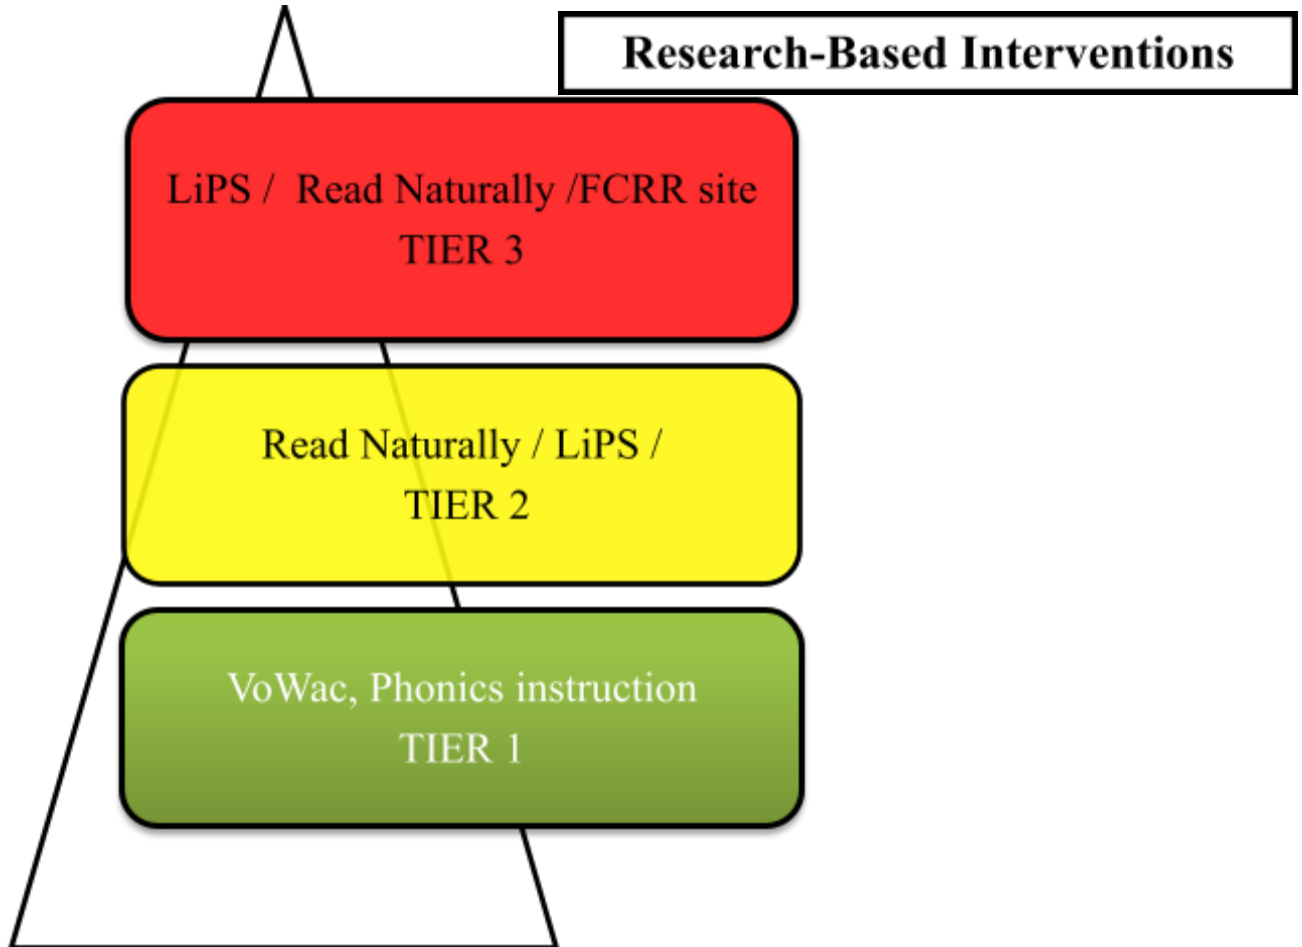 Research-Based Interventions
LiPS / Read Naturally /FCRR site
TIER 3
Read Naturally / LiPS /
TIER 2
VoWac, Phonics instruction
TIER 1